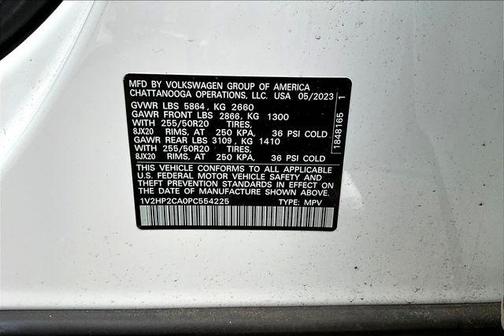 MFD BY VOLKSWAGEN GROUP OF AMERICA
CHATTANOOGA OPERATIONS, LLC. USA 05/2023
GVWR LBS 5864, KG 2660
GAWR FRONT LBS 2866, KG 1300
WITH 255/50R20 TIRES,
8JX20 RIMS, AT 250 KPA, 36 PSI COLD
GAWR REAR LBS 3109, KG 1410
WITH 255/50R20 TIRES,
8JX20 RIMS, AT 250 KPA, 36 PSI COLD
THIS VEHICLE CONFORMS TO ALL APPLICABLE
U.S. FEDERAL MOTOR VEHICLE SAFETY AND
THEFT PREVENTION STANDARDS IN EFFECT ON
THE DATE OF MANUFACTURE SHOWN ABOVE.
1V2HP2CA0PC554225 TYPE: MPV
1848165 1